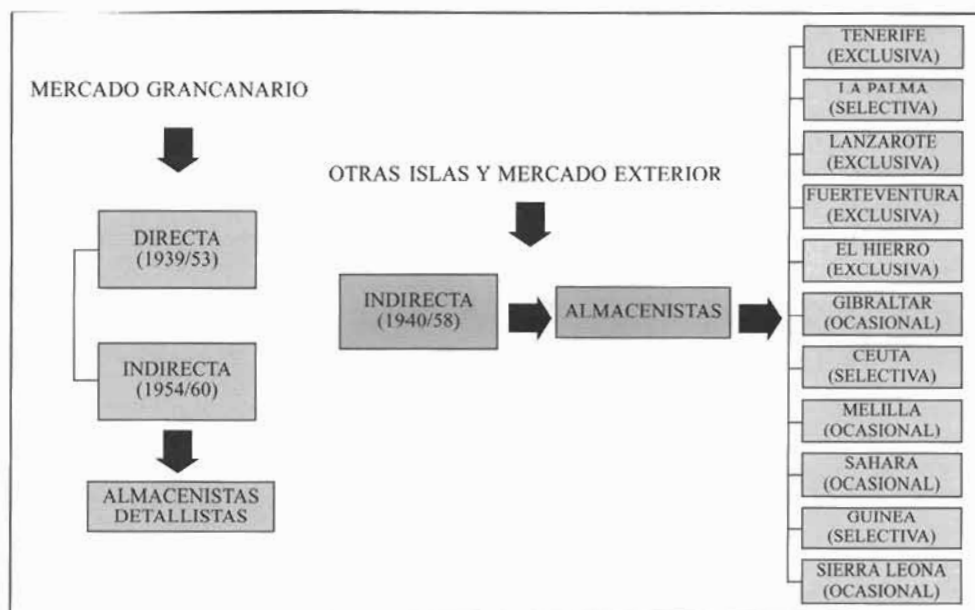 MERCADO GRANCANARIO
DIRECTA
(1939/53)
INDIRECTA
(1954/60)
ALMACENISTAS
DETALLISTAS
OTRAS ISLAS Y MERCADO EXTERIOR
INDIRECTA
(1940/58)
ALMACENISTAS
TENERIFE
(EXCLUSIVA)
LA PALMA
(SELECTIVA)
LANZAROTE
(EXCLUSIVA)
FUERTEVENTURA
(EXCLUSIVA)
EL HIERRO
(EXCLUSIVA)
GIBRALTAR
(OCASIONAL)
CEUTA
(SELECTIVA)
MELILLA
(OCASIONAL)
SAHARA
(OCASIONAL)
GUINEA
(SELECTIVA)
SIERRA LEONA
(OCASIONAL)